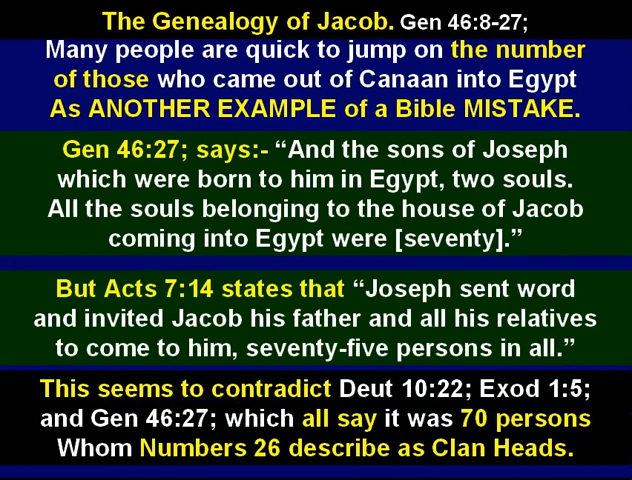 The Genealogy of Jacob. Gen 46:8-27;
Many people are quick to jump on the number
of those who came out of Canaan into Egypt
As ANOTHER EXAMPLE of a Bible MISTAKE.
Gen 46:27; says:- “And the sons of Joseph
which were born to him in Egypt, two souls.
All the souls belonging to the house of Jacob
coming into Egypt were [seventy].”
But Acts 7:14 states that “Joseph sent word
and invited Jacob his father and all his relatives
to come to him, seventy-five persons in all.”
This seems to contradict Deut 10:22; Exod 1:5;
and Gen 46:27; which all say it was 70 persons
Whom Numbers 26 describe as Clan Heads.